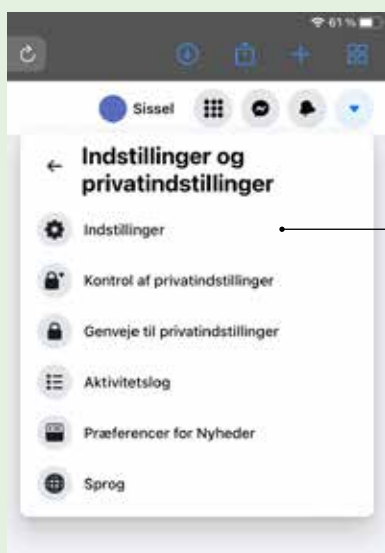 61 %
Sissel
Indstillinger og
privatindstillinger
Indstillinger
Kontrol af privatindstillinger
Genveje til privatindstillinger
Aktivitetslog
Præferencer for Nyheder
Sprog